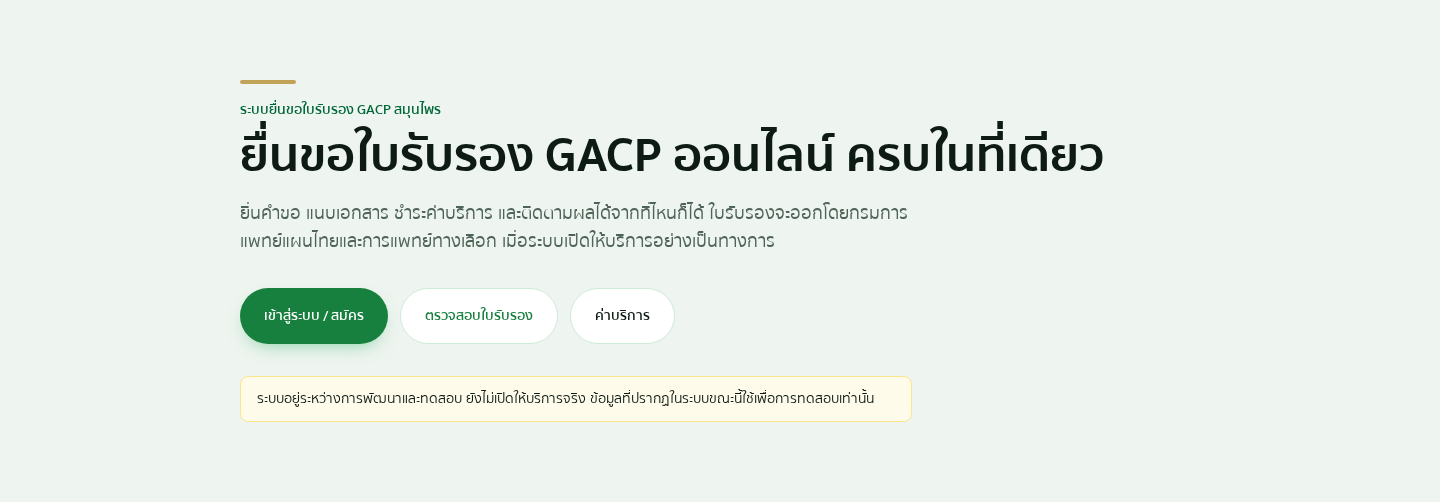 ระบบยื่นขอใบรับรอง GACP สมุนไพร
ยื่นขอใบรับรอง GACP ออนไลน์ ครบในที่เดียว
ยื่นคำขอ แนบเอกสาร ชำระค่าบริการ และติดตามผลได้จากที่ไหนก็ได้ ใบรับรองจะออกโดยกรมการ
แพทย์แผนไทยและการแพทย์ทางเลือก เมื่อระบบเปิดให้บริการอย่างเป็นทางการ
เข้าสู่ระบบ / สมัคร
ตรวจสอบใบรับรอง
ค่าบริการ
ระบบอยู่ระหว่างการพัฒนาและทดสอบ ยังไม่เปิดให้บริการจริง ข้อมูลที่ปรากฏในระบบขณะนี้ใช้เพื่อการทดสอบเท่านั้น